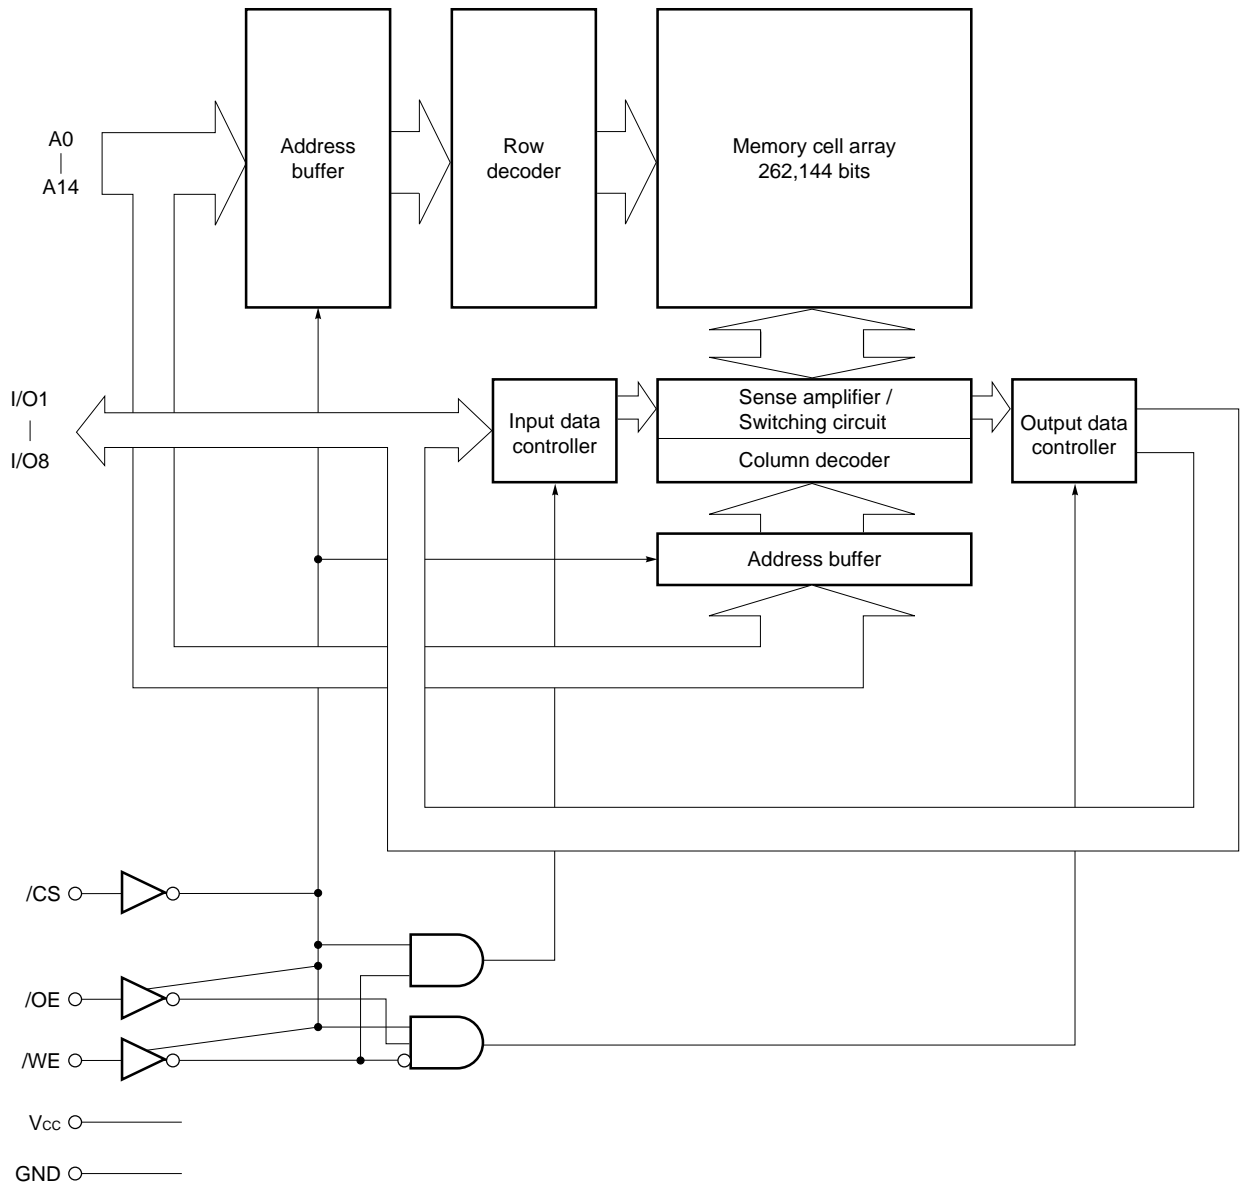 A0
A14
Address
buffer
Row
decoder
Memory cell array
262,144 bits
I/O1
I/O8
Input data
controller
Sense amplifier /
Switching circuit
Column decoder
Output data
controller
Address buffer
/CS
/OE
/WE
VCC
GND